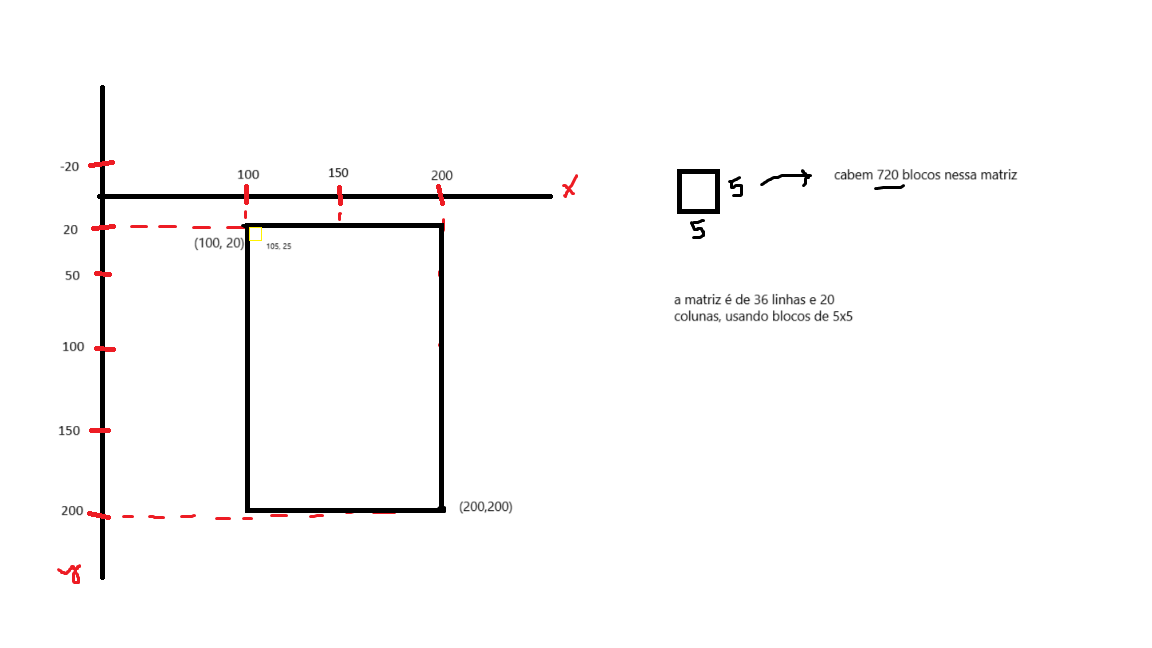 -20
100
150
200
x
20
(100, 20)
105, 25
50
100
150
200
(200,200)
y
5
5
cabem 720 blocos nessa matriz
a matriz é de 36 linhas e 20
colunas, usando blocos de 5x5